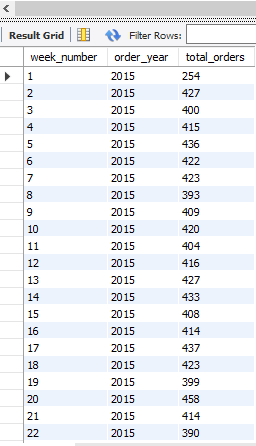 Result Grid Filter Rows:
week_number order_year total_orders
1 2015 254
2 2015 427
3 2015 400
4 2015 415
5 2015 436
6 2015 422
7 2015 423
8 2015 393
9 2015 409
10 2015 420
11 2015 404
12 2015 416
13 2015 427
14 2015 433
15 2015 408
16 2015 414
17 2015 437
18 2015 423
19 2015 399
20 2015 458
21 2015 414
22 2015 390